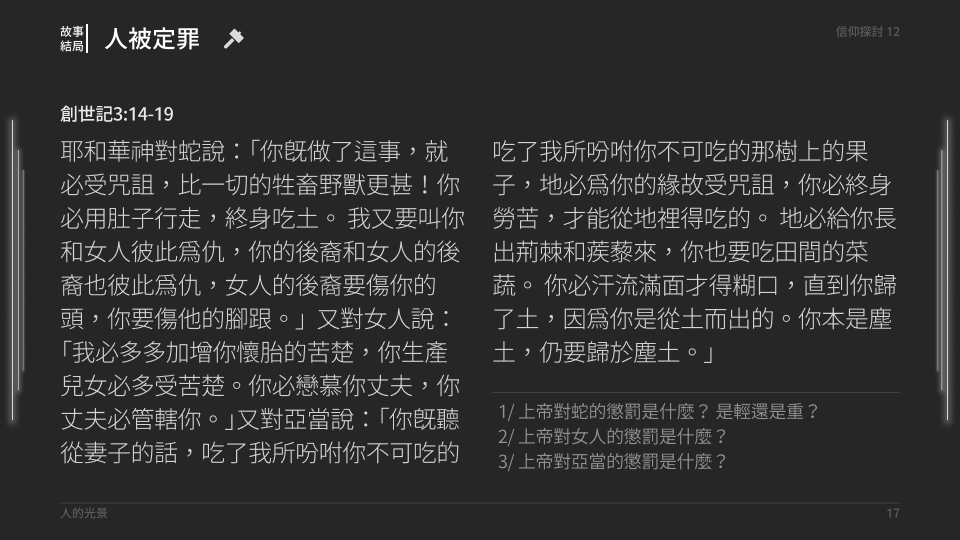 故事
結局
人被定罪
信仰探討 12
創世記3:14-19
耶和華神對蛇說：「你旣做了這事，就
必受咒詛，比一切的牲畜野獸更甚！你
必用肚子行走，終身吃土。 我又要叫你
和女人彼此爲仇，你的後裔和女人的後
裔也彼此爲仇，女人的後裔要傷你的
頭，你要傷他的腳跟。」 又對女人說：
「我必多多加增你懷胎的苦楚，你生產
兒女必多受苦楚。你必戀慕你丈夫，你
丈夫必管轄你。」又對亞當說：「你旣聽
從妻子的話，吃了我所吩咐你不可吃的
吃了我所吩咐你不可吃的那樹上的果
子，地必爲你的緣故受咒詛，你必終身
勞苦，才能從地裡得吃的。 地必給你長
出荊棘和蒺藜來，你也要吃田間的菜
蔬。 你必汗流滿面才得糊口，直到你歸
了土，因爲你是從土而出的。你本是塵
土，仍要歸於塵土。」
1/ 上帝對蛇的懲罰是什麼？ 是輕還是重？
2/ 上帝對女人的懲罰是什麼？
3/ 上帝對亞當的懲罰是什麼？
人的光景
17